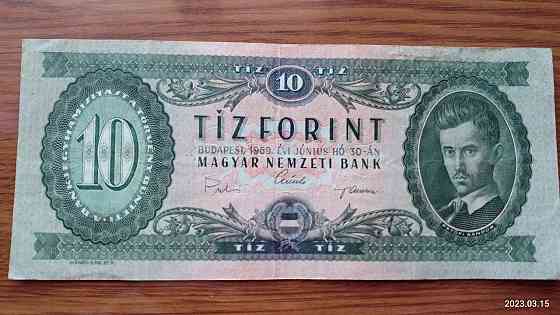 TIZ 10 TIZ
TÍZ FORINT
BUDAPEST, 1969. ÉVI JÚNIUS HÓ 30-ÁN
MAGYAR NEMZETI BANK
10
TIZ TIZ
PETŐFI SÁNDOR
2023.03.15